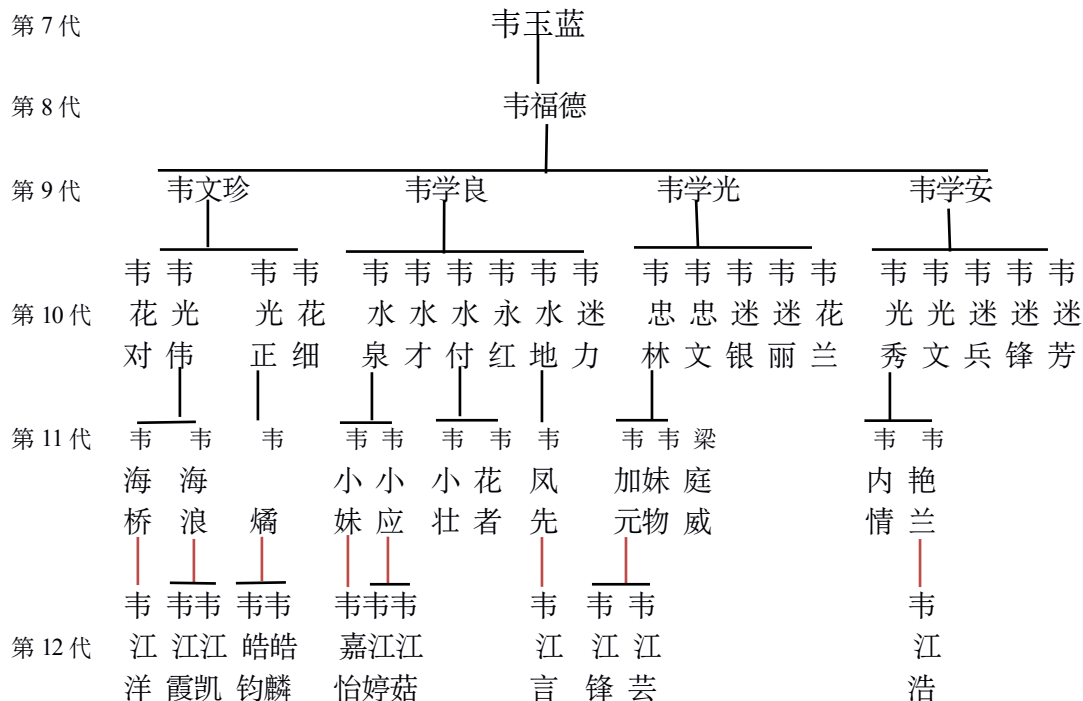 第 7 代 韦玉蓝
第 8 代 韦福德
第 9 代 韦文珍 韦学良 韦学光 韦学安
韦 韦 韦 韦 韦 韦 韦 韦 韦 韦 韦 韦 韦 韦 韦 韦 韦 韦 韦 韦
第 10 代 花 光 光 花 水 水 水 永 水 迷 忠 忠 迷 迷 花 光 光 迷 迷 迷
对 伟 正 细 泉 才 付 红 地 力 林 文 银 丽 兰 秀 文 兵 锋 芳
第 11 代 韦 韦 韦 韦 韦 韦 韦 韦 韦 韦 梁 韦 韦
海 海 小 小 小 花 凤 加妹 庭 内 艳
桥 浪 燏 妹 应 壮 者 先 元物 威 情 兰
韦 韦韦 韦韦 韦韦韦 韦 韦 韦 韦
第 12 代 江 江江 皓皓 嘉江江 江 江 江 江
洋 霞凯 钧麟 怡婷菇 言 锋 芸 浩